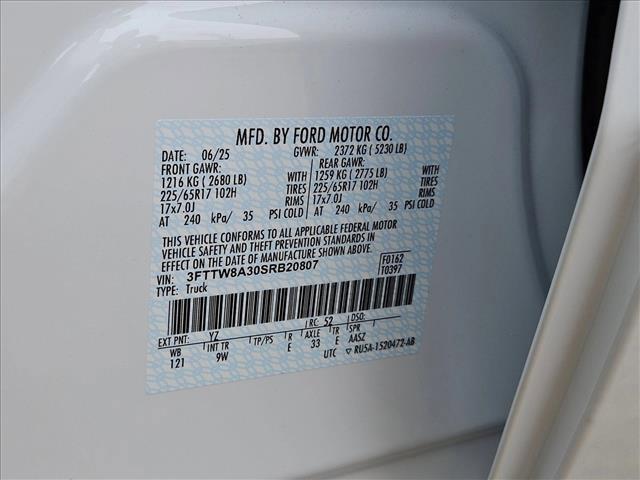 MFD. BY FORD MOTOR CO.
DATE: 06/25 GVWR: 2372 KG ( 5230 LB)
FRONT GAWR: REAR GAWR:
1216 KG ( 2680 LB) WITH 1259 KG ( 2775 LB) WITH
225/65R17 102H TIRES 225/65R17 102H TIRES
17x7.0J RIMS 17x7.0J RIMS
AT 240 kPa/ 35 PSI COLD AT 240 kPa/ 35 PSI COLD
THIS VEHICLE CONFORMS TO ALL APPLICABLE FEDERAL MOTOR
VEHICLE SAFETY AND THEFT PREVENTION STANDARDS IN
EFFECT ON THE DATE OF MANUFACTURE SHOWN ABOVE.
VIN: 3FTTW8A30SRB20807 F0162
TYPE: Truck T0397
EXT PNT: YZ RC: 52 DSO:
WB INT TR TP/PS R AXLE TR SPR
121 9W E 33 E AASZ
UTC ▽ RU5A-1520472-AB